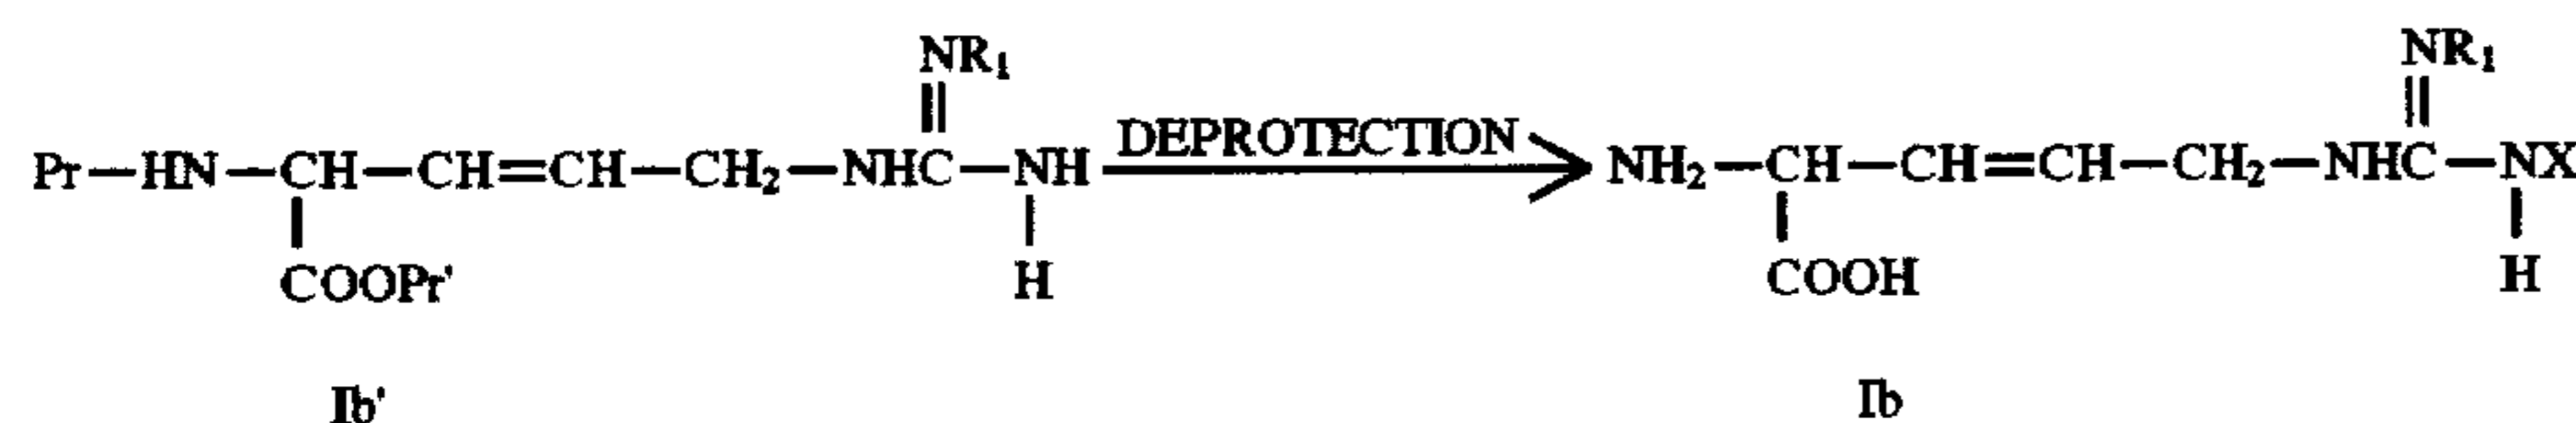 NR₁ NR₁
Pr—HN—CH—CH=CH—CH₂—NHC—NH DEPROTECTION NH₂—CH—CH=CH—CH₂—NHC—NX
COOPr' H COOH H
Ib' Ib